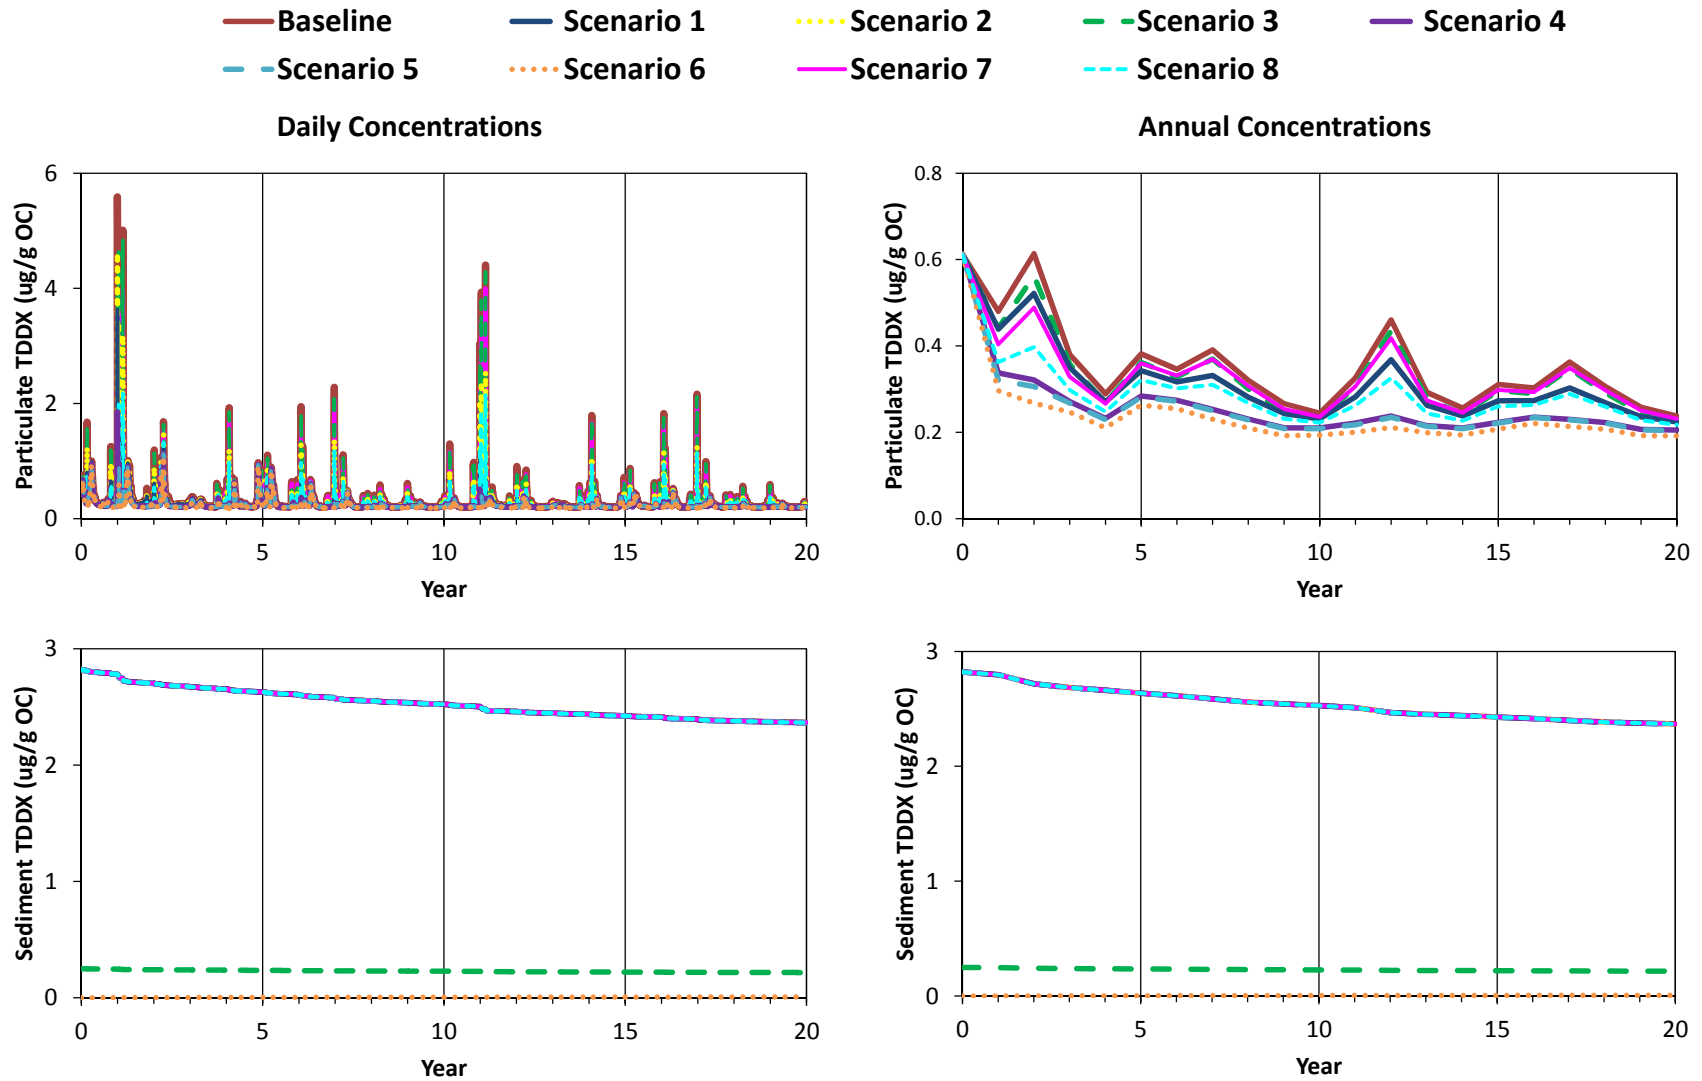 Baseline Scenario 1 Scenario 2 Scenario 3 Scenario 4
Scenario 5 Scenario 6 Scenario 7 Scenario 8
Daily Concentrations
Particulate TDDX (ug/g OC)
6
4
2
0
0 5 10 15 20
Year
Annual Concentrations
Particulate TDDX (ug/g OC)
0.8
0.6
0.4
0.2
0.0
0 5 10 15 20
Year
Sediment TDDX (ug/g OC)
3
2
1
0
0 5 10 15 20
Year
Sediment TDDX (ug/g OC)
3
2
1
0
0 5 10 15 20
Year